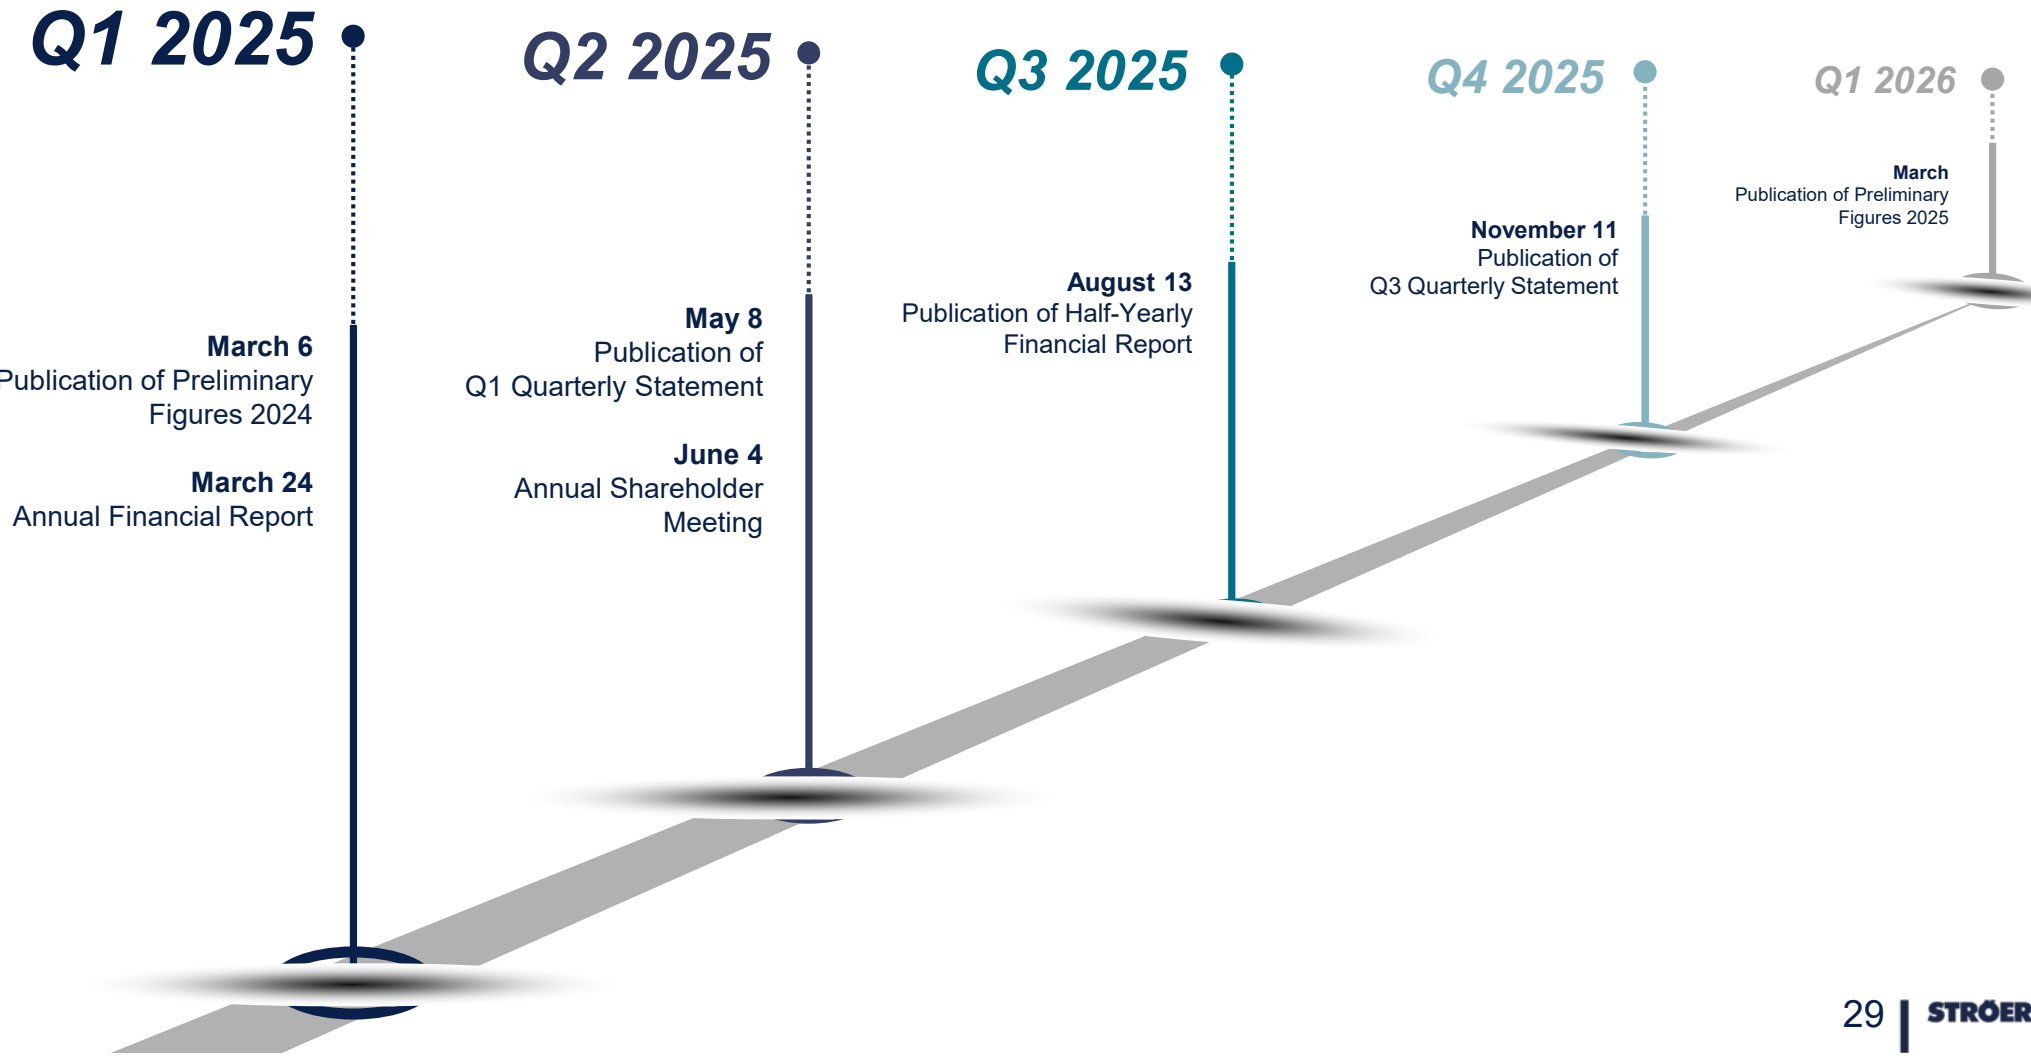 Q1 2025
March 6
Publication of Preliminary
Figures 2024
March 24
Annual Financial Report
Q2 2025
May 8
Publication of
Q1 Quarterly Statement
June 4
Annual Shareholder
Meeting
Q3 2025
August 13
Publication of Half-Yearly
Financial Report
Q4 2025
November 11
Publication of
Q3 Quarterly Statement
Q1 2026
March
Publication of Preliminary
Figures 2025
29
STRÖER